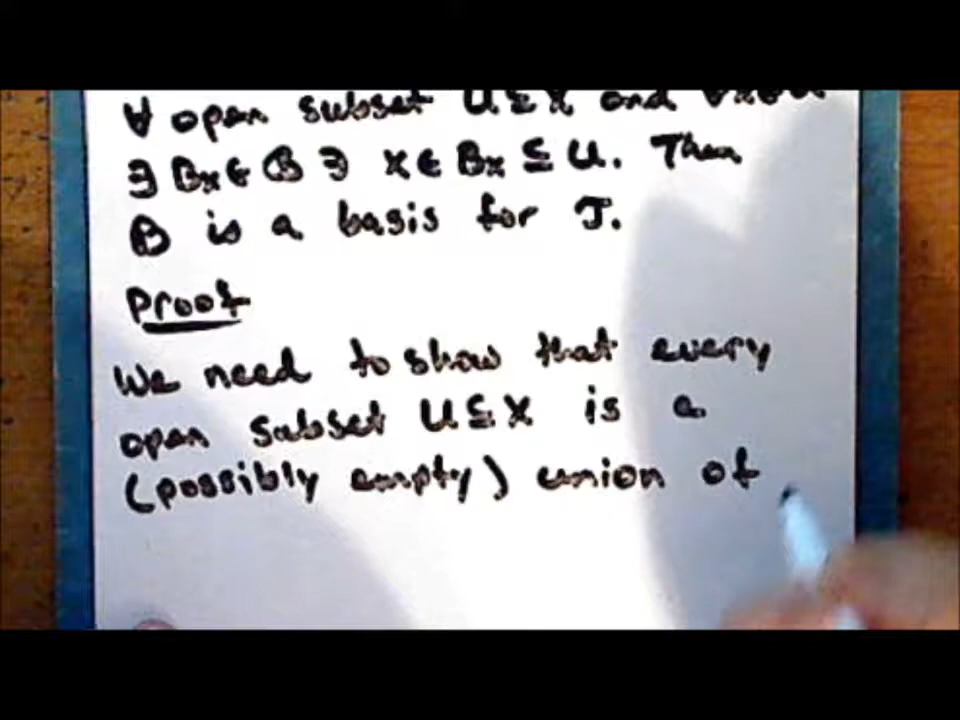 ∀ open subset U ⊆ X and ∀x∈U
∃ Bx ∈ B ∋ x ∈ Bx ⊆ U. Then
B is a basis for T.
Proof
We need to show that every
open subset U ⊆ X is a
(possibly empty) union of